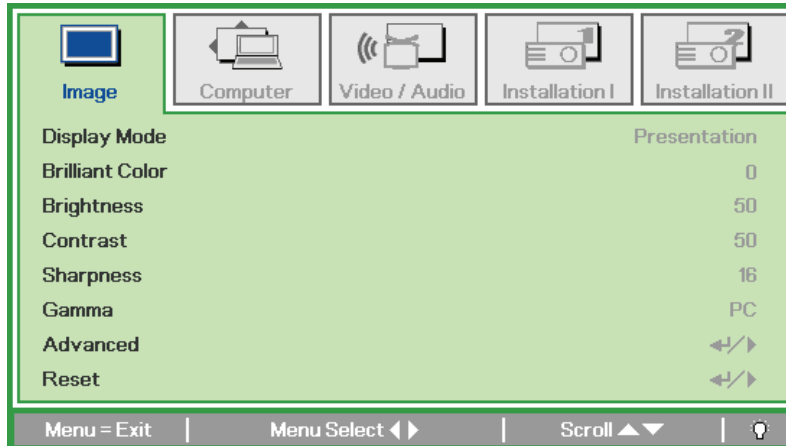 Image Computer Video / Audio Installation I Installation II
Display Mode Presentation
Brilliant Color 0
Brightness 50
Contrast 50
Sharpness 16
Gamma PC
Advanced
Reset
Menu = Exit Menu Select Scroll